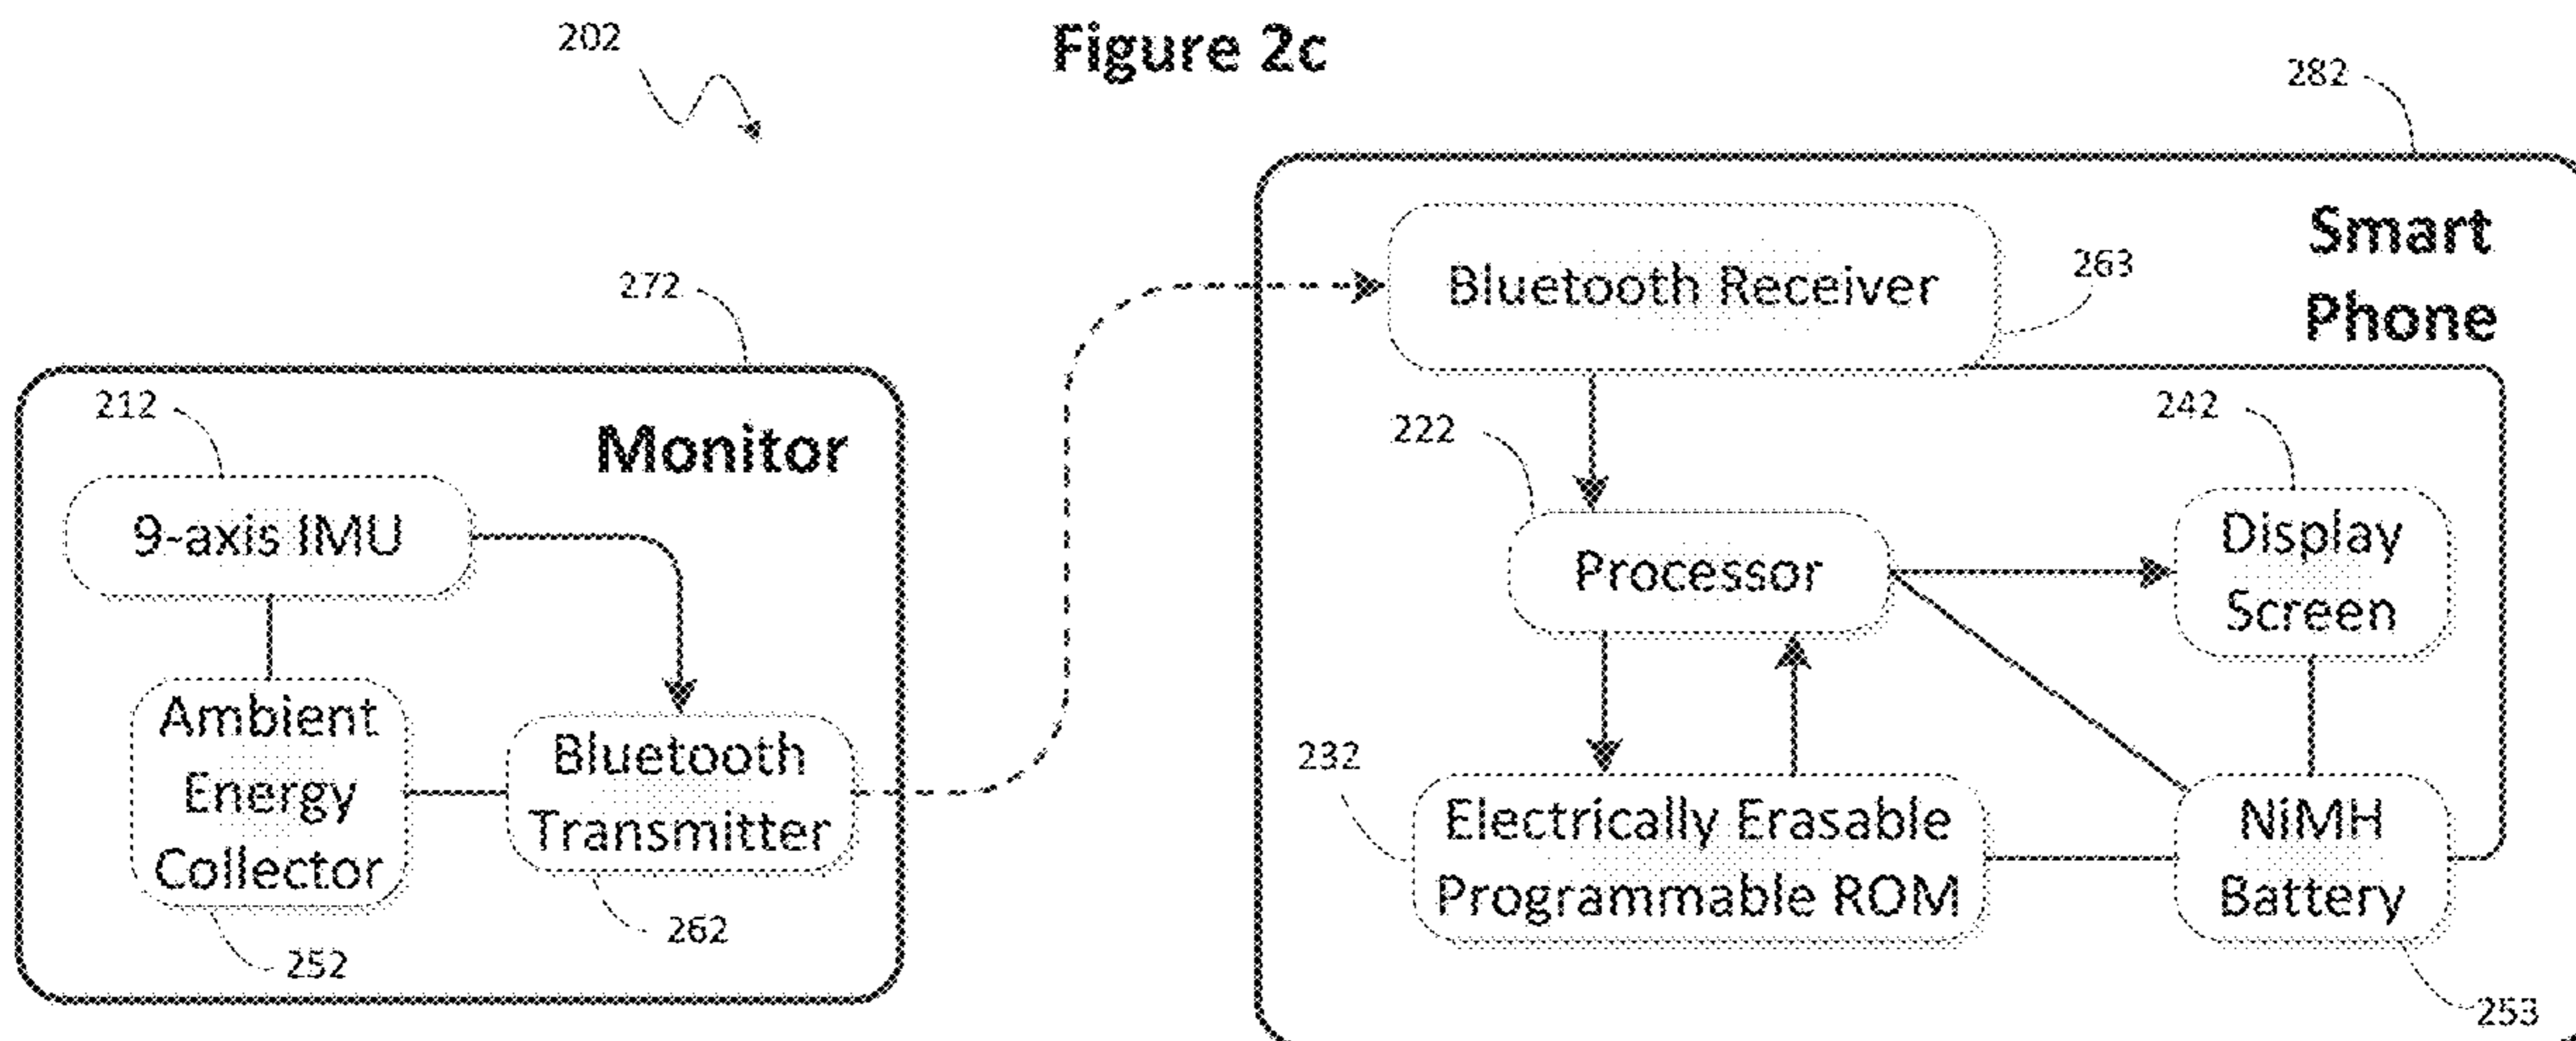 202
Figure 2c
282
Smart
Phone
263
Bluetooth Receiver
272
212
Monitor
222
242
9-axis IMU
Processor
Display
Screen
Ambient
Energy
Collector
Bluetooth
Transmitter
232
Electrically Erasable
Programmable ROM
NiMH
Battery
262
252
253